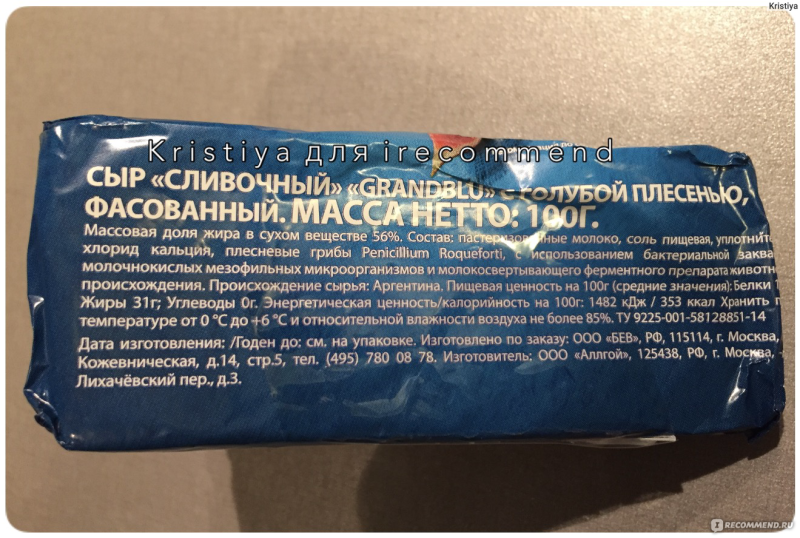 Kristiya
Kristiya для irecommend
СЫР «СЛИВОЧНЫЙ» «GRANDBLU» с ГОЛУБОЙ ПЛЕСЕНЬЮ,
ФАСОВАННЫЙ. МАССА НЕТТО: 100Г.
Массовая доля жира в сухом веществе 56%. Состав: пастеризованные молоко, соль пищевая, уплотнит
хлорид кальция, плесневые грибы Penicillium Roqueforti, с использованием бактериальной заква
молочнокислых мезофильных микроорганизмов и молокосвертывающего ферментного препарата животн
происхождения. Происхождение сырья: Аргентина. Пищевая ценность на 100г (средние значения): Белки
Жиры 31г; Углеводы 0г. Энергетическая ценность/калорийность на 100г: 1482 кДж / 353 ккал Хранить п
температуре от 0 °С до +6 °С и относительной влажности воздуха не более 85%. ТУ 9225-001-58128851-14
Дата изготовления: /Годен до: см. на упаковке. Изготовлено по заказу: ООО «БЕВ», РФ, 115114, г. Москва,
Кожевническая, д.14, стр.5, тел. (495) 780 08 78. Изготовитель: ООО «Аллгой», 125438, РФ, г. Москва,
Лихачёвский пер., д.3.
IRECOMMEND.RU